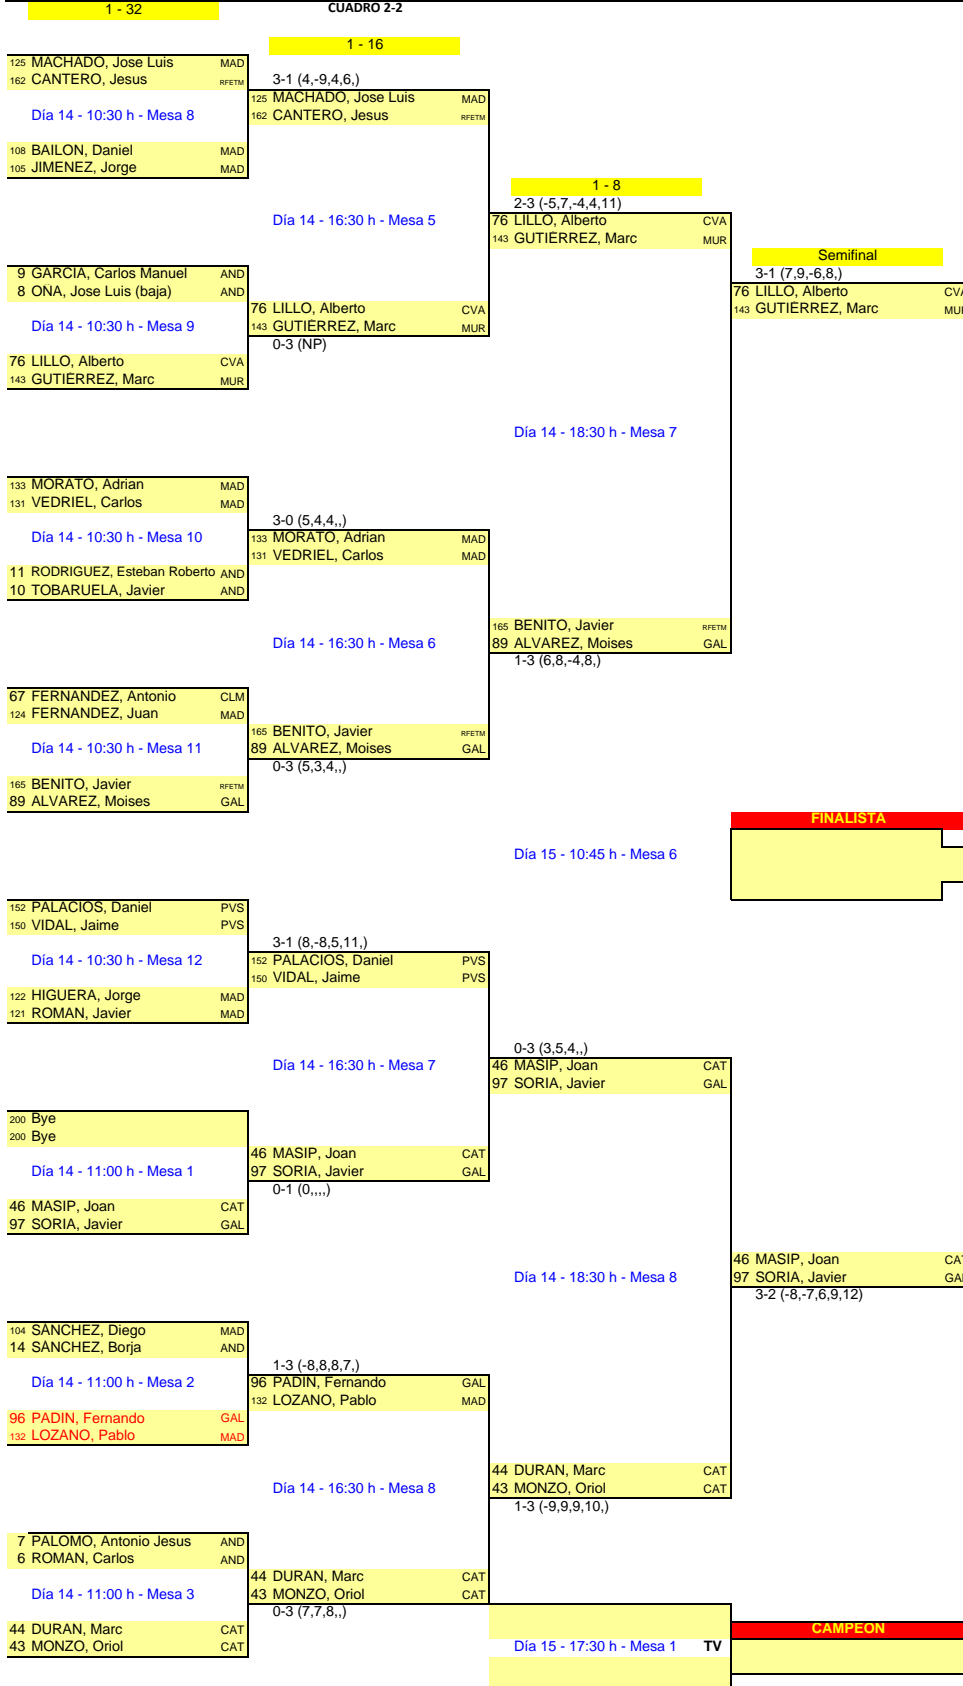 1 - 32
CUADRO 2-2
1 - 16
125 MACHADO, Jose Luis MAD
162 CANTERO, Jesus RFETM
3-1 (4,-9,4,6,)
125 MACHADO, Jose Luis MAD
162 CANTERO, Jesus RFETM
Día 14 - 10:30 h - Mesa 8
108 BAILON, Daniel MAD
105 JIMENEZ, Jorge MAD
1 - 8
2-3 (-5,7,-4,4,11)
Día 14 - 16:30 h - Mesa 5
76 LILLO, Alberto CVA
143 GUTIÉRREZ, Marc MUR
Semifinal
3-1 (7,9,-6,8,)
9 GARCÍA, Carlos Manuel AND
8 OÑA, Jose Luis (baja) AND
76 LILLO, Alberto CVA
143 GUTIÉRREZ, Marc MUR
76 LILLO, Alberto CVA
143 GUTIÉRREZ, Marc MUR
Día 14 - 10:30 h - Mesa 9
0-3 (NP)
76 LILLO, Alberto CVA
143 GUTIÉRREZ, Marc MUR
Día 14 - 18:30 h - Mesa 7
133 MORATO, Adrian MAD
131 VEDRIEL, Carlos MAD
3-0 (5,4,4,,)
Día 14 - 10:30 h - Mesa 10
133 MORATO, Adrian MAD
131 VEDRIEL, Carlos MAD
11 RODRIGUEZ, Esteban Roberto AND
10 TOBARUELA, Javier AND
165 BENITO, Javier RFETM
89 ALVAREZ, Moises GAL
Día 14 - 16:30 h - Mesa 6
1-3 (6,8,-4,8,)
67 FERNANDEZ, Antonio CLM
124 FERNANDEZ, Juan MAD
165 BENITO, Javier RFETM
89 ALVAREZ, Moises GAL
Día 14 - 10:30 h - Mesa 11
0-3 (5,3,4,,)
165 BENITO, Javier RFETM
89 ALVAREZ, Moises GAL
FINALISTA
Día 15 - 10:45 h - Mesa 6
152 PALACIOS, Daniel PVS
150 VIDAL, Jaime PVS
3-1 (8,-8,5,11,)
Día 14 - 10:30 h - Mesa 12
152 PALACIOS, Daniel PVS
150 VIDAL, Jaime PVS
122 HIGUERA, Jorge MAD
121 ROMAN, Javier MAD
0-3 (3,5,4,,)
Día 14 - 16:30 h - Mesa 7
46 MASIP, Joan CAT
97 SORIA, Javier GAL
200 Bye
200 Bye
46 MASIP, Joan CAT
97 SORIA, Javier GAL
Día 14 - 11:00 h - Mesa 1
0-1 (0,,,,)
46 MASIP, Joan CAT
97 SORIA, Javier GAL
46 MASIP, Joan CAT
97 SORIA, Javier GAL
Día 14 - 18:30 h - Mesa 8
3-2 (-8,-7,6,9,12)
104 SÁNCHEZ, Diego MAD
14 SÁNCHEZ, Borja AND
1-3 (-8,8,8,7,)
Día 14 - 11:00 h - Mesa 2
96 PADIN, Fernando GAL
132 LOZANO, Pablo MAD
96 PADIN, Fernando GAL
132 LOZANO, Pablo MAD
44 DURAN, Marc CAT
43 MONZO, Oriol CAT
Día 14 - 16:30 h - Mesa 8
1-3 (-9,9,9,10,)
7 PALOMO, Antonio Jesus AND
6 ROMAN, Carlos AND
44 DURAN, Marc CAT
43 MONZO, Oriol CAT
Día 14 - 11:00 h - Mesa 3
0-3 (7,7,8,,)
44 DURAN, Marc CAT
43 MONZO, Oriol CAT
CAMPEON
Día 15 - 17:30 h - Mesa 1 TV